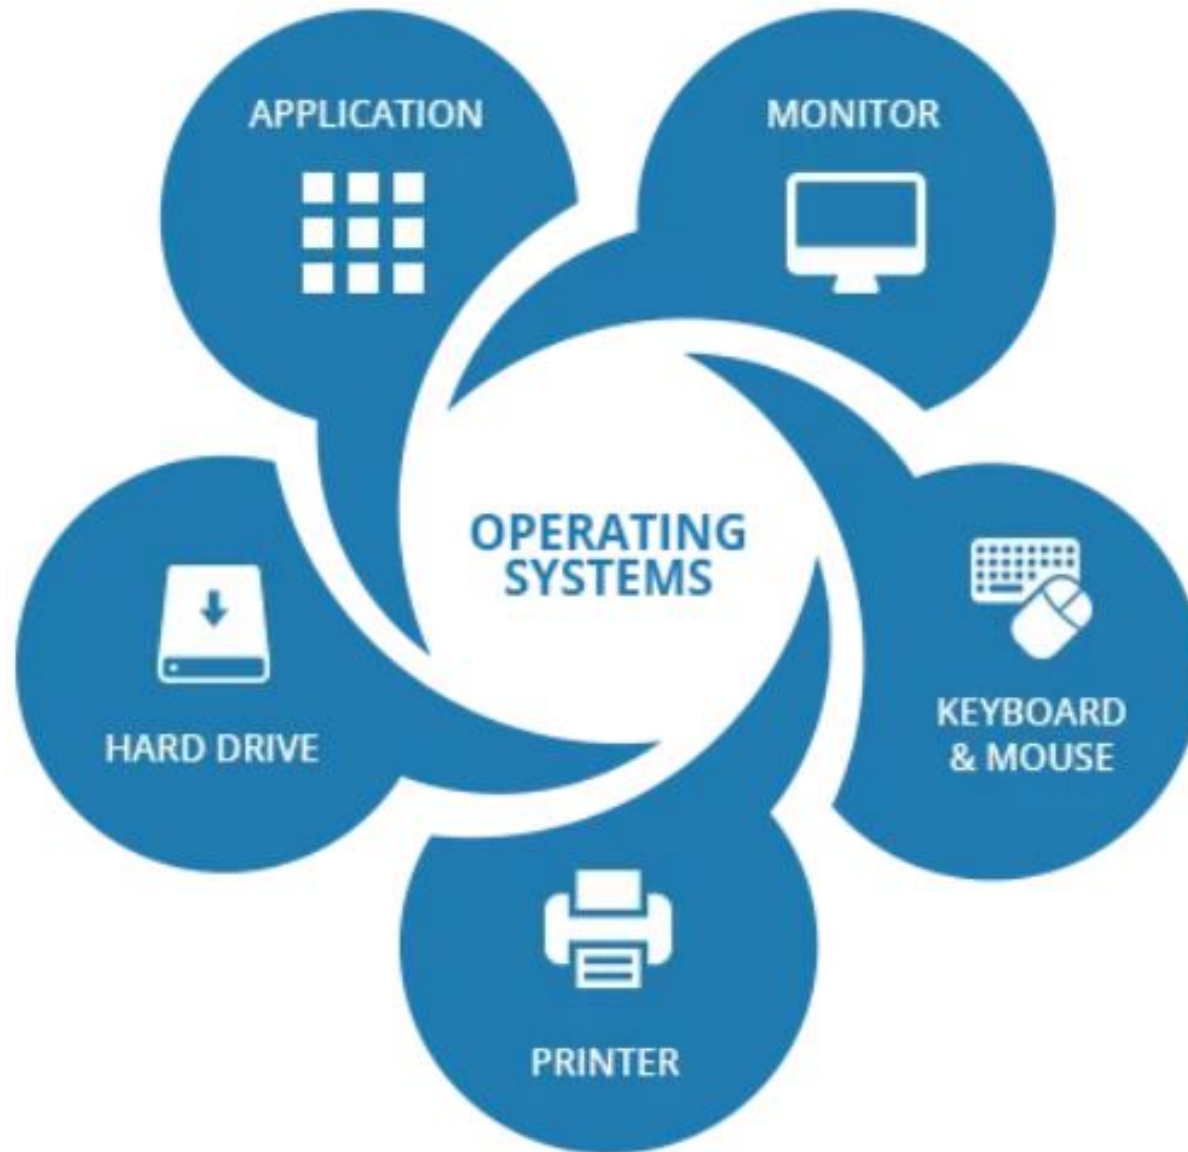 APPLICATION
MONITOR
OPERATING
SYSTEMS
HARD DRIVE
KEYBOARD
& MOUSE
PRINTER